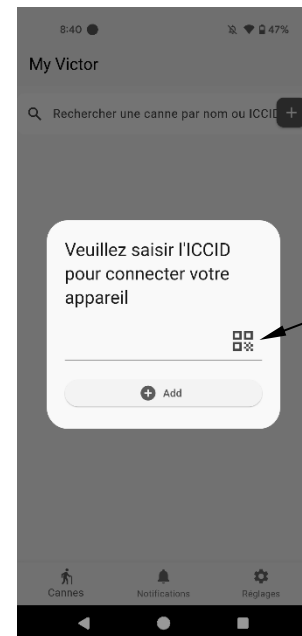 8:40
47%
My Victor
Rechercher une canne par nom ou ICCID
Veuillez saisir l'ICCID
pour connecter votre
appareil
Add
Cannes
Notifications
Réglages